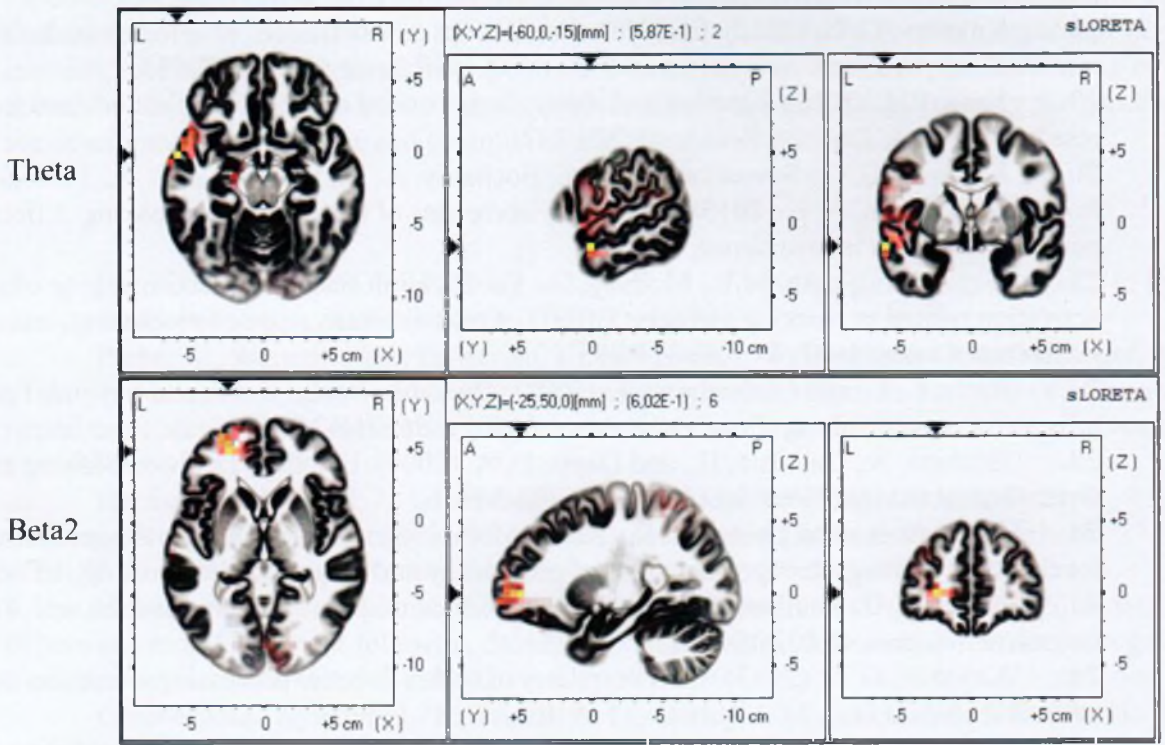 Theta
L R (Y)
+5
0
-5
-10
-5 0 +5 cm (X)
(X,Y,Z)=(-60,0,-15)[mm] ; (5,87E-1) ; 2
sLORETA
A P (Z)
+5
0
-5
(Y) +5 0 -5 -10 cm
L R (Z)
+5
0
-5
-5 0 +5 cm (X)
Beta2
L R (Y)
+5
0
-5
-10
-5 0 +5 cm (X)
(X,Y,Z)=(-25,50,0)[mm] ; (6,02E-1) ; 6
sLORETA
A P (Z)
+5
0
-5
(Y) +5 0 -5 -10 cm
L R (Z)
+5
0
-5
-5 0 +5 cm (X)